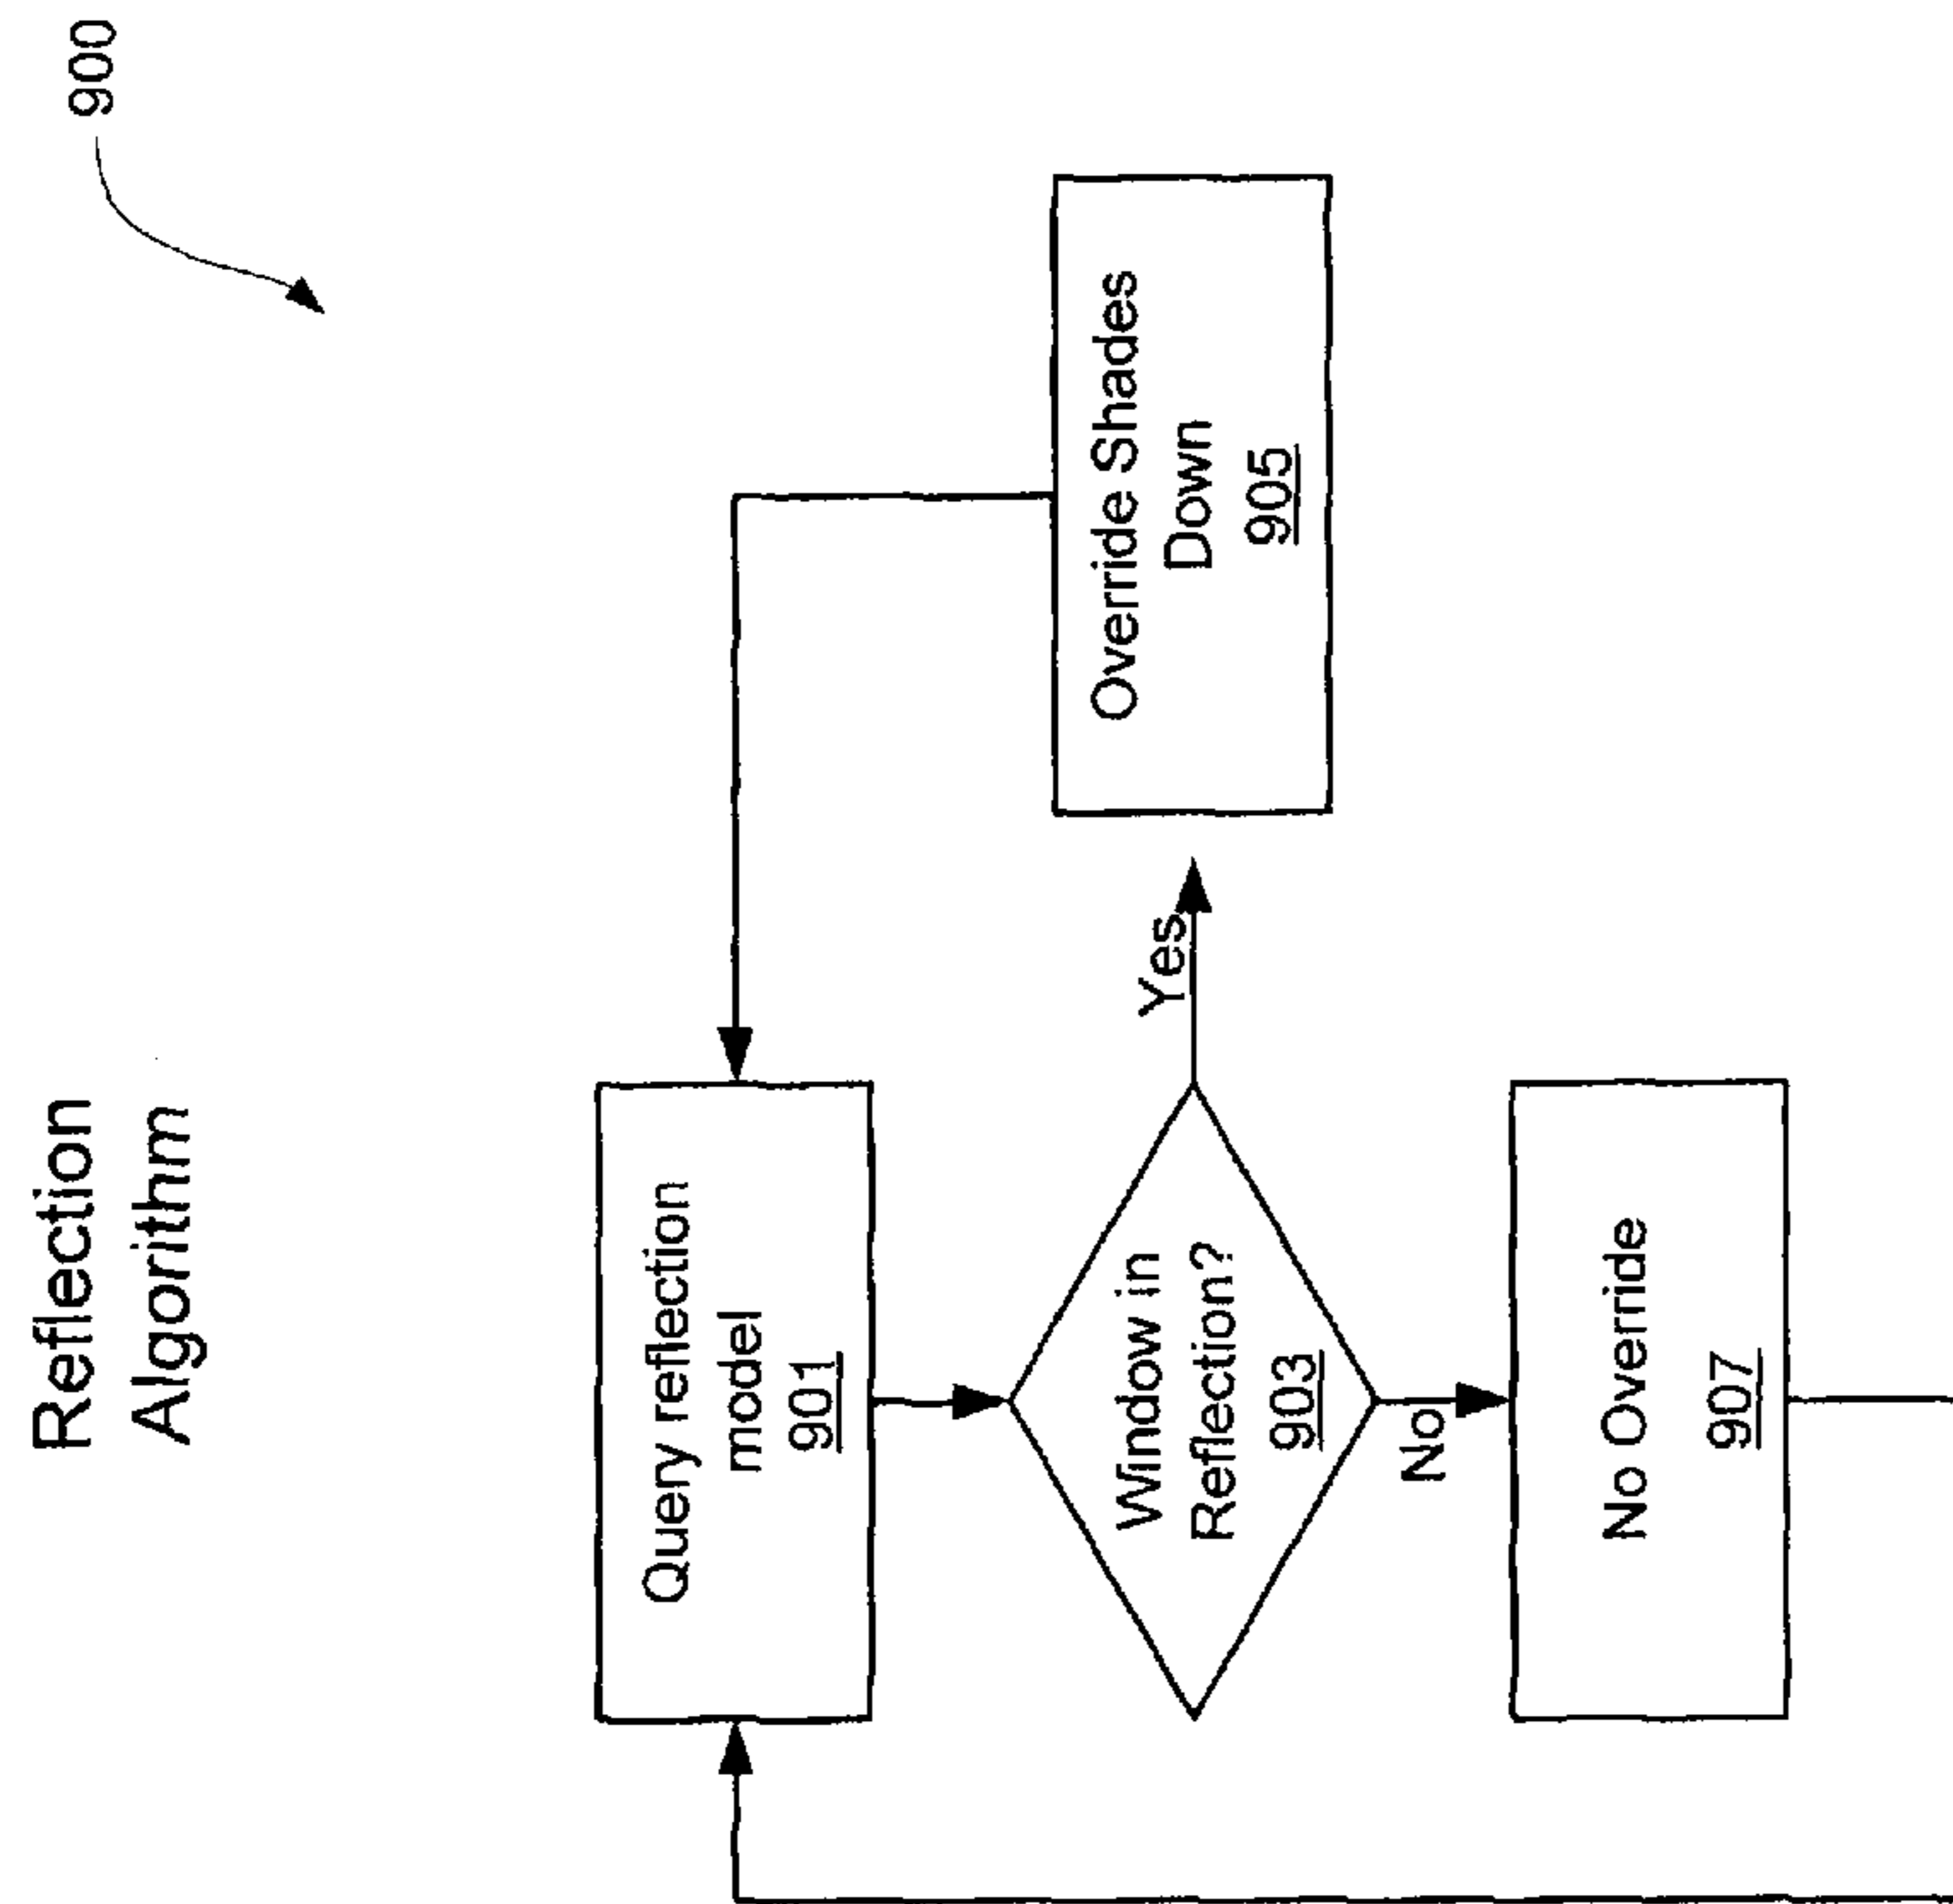 Reflection
Algorithm
900
Query reflection
model
901
Window in
Reflection?
903
Yes
Override Shades
Down
905
No
No Override
907